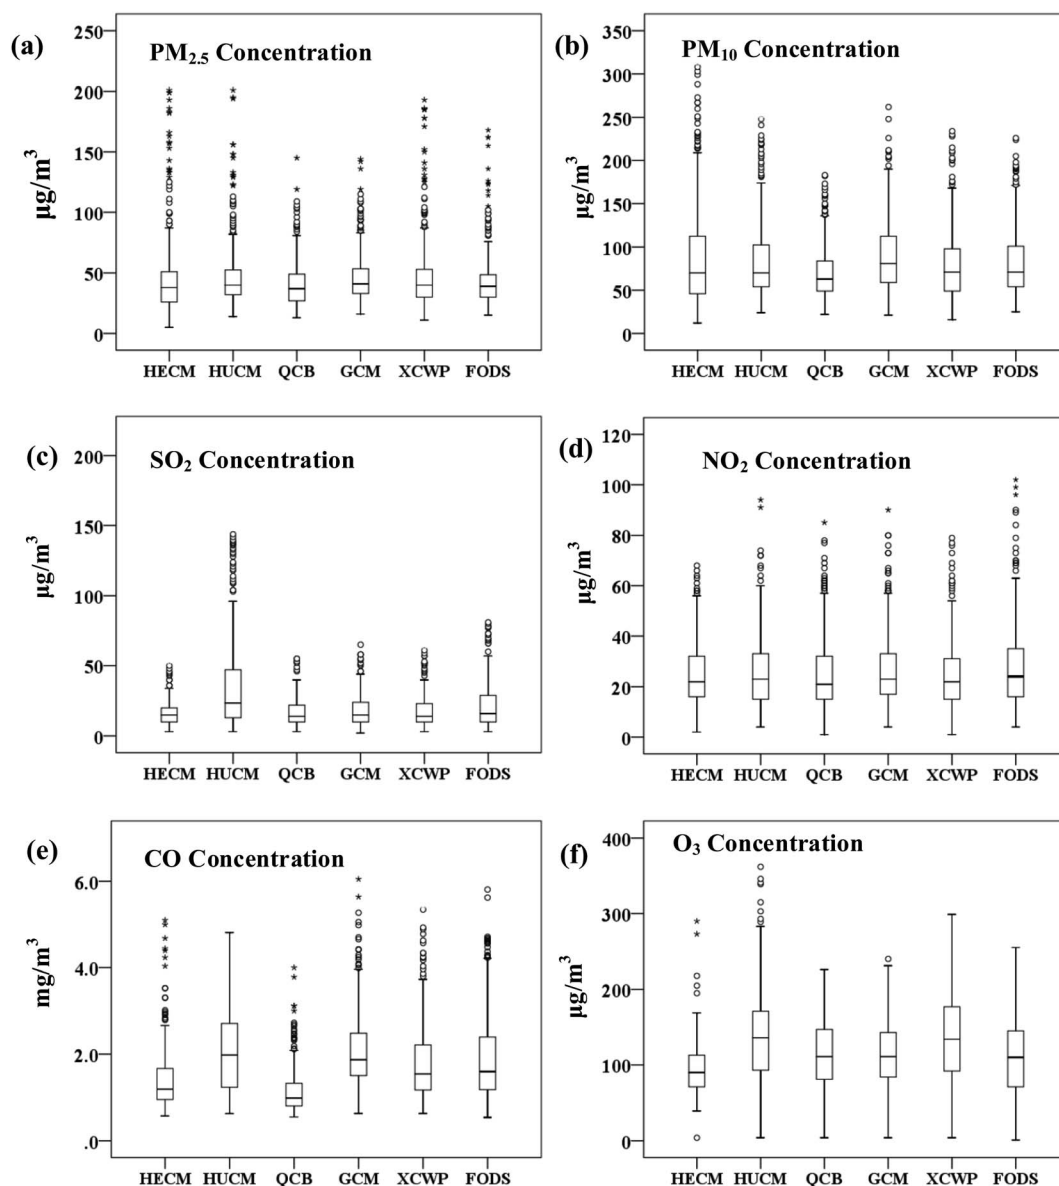 (a)
PM2.5 Concentration
µg/m3
250
200
150
100
50
0
HECM HUCM QCB GCM XCWP FODS
(b)
PM10 Concentration
µg/m3
350
300
250
200
150
100
50
0
HECM HUCM QCB GCM XCWP FODS
(c)
SO2 Concentration
µg/m3
200
150
100
50
0
HECM HUCM QCB GCM XCWP FODS
(d)
NO2 Concentration
µg/m3
120
100
80
60
40
20
0
HECM HUCM QCB GCM XCWP FODS
(e)
CO Concentration
mg/m3
6.0
4.0
2.0
.0
HECM HUCM QCB GCM XCWP FODS
(f)
O3 Concentration
µg/m3
400
300
200
100
0
HECM HUCM QCB GCM XCWP FODS